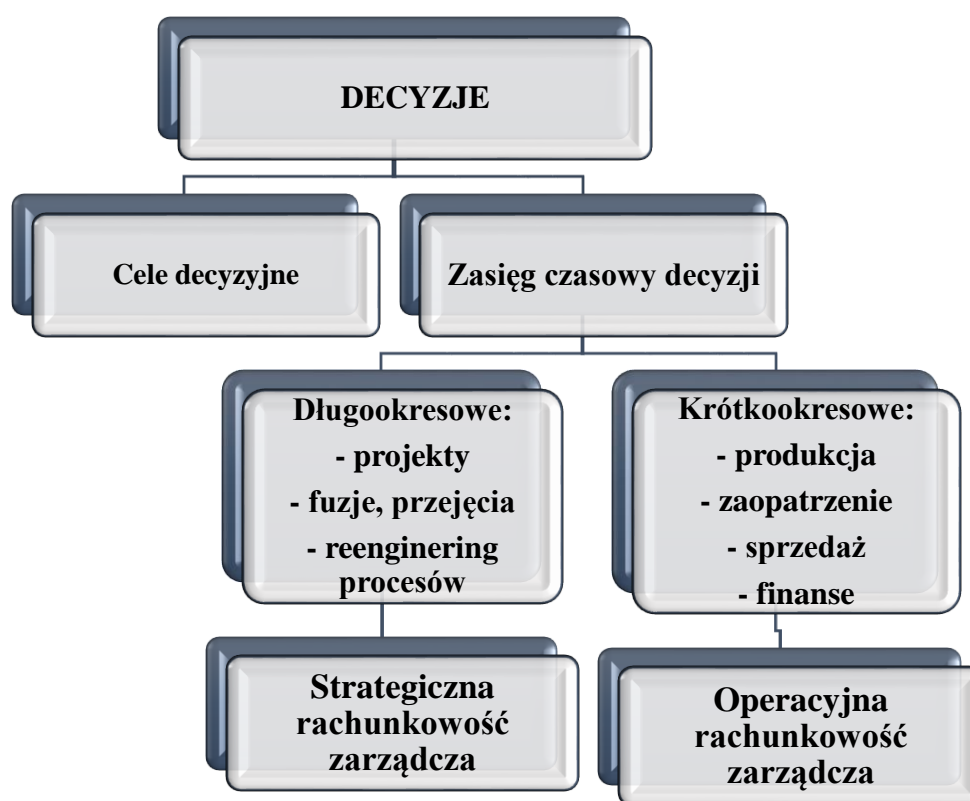 DECYZJE
Cele decyzyjne
Zasięg czasowy decyzji
Długookresowe:
- projekty
- fuzje, przejęcia
- reenginering
procesów
Krótkookresowe:
- produkcja
- zaopatrzenie
- sprzedaż
- finanse
Strategiczna
rachunkowość
zarządcza
Operacyjna
rachunkowość
zarządcza